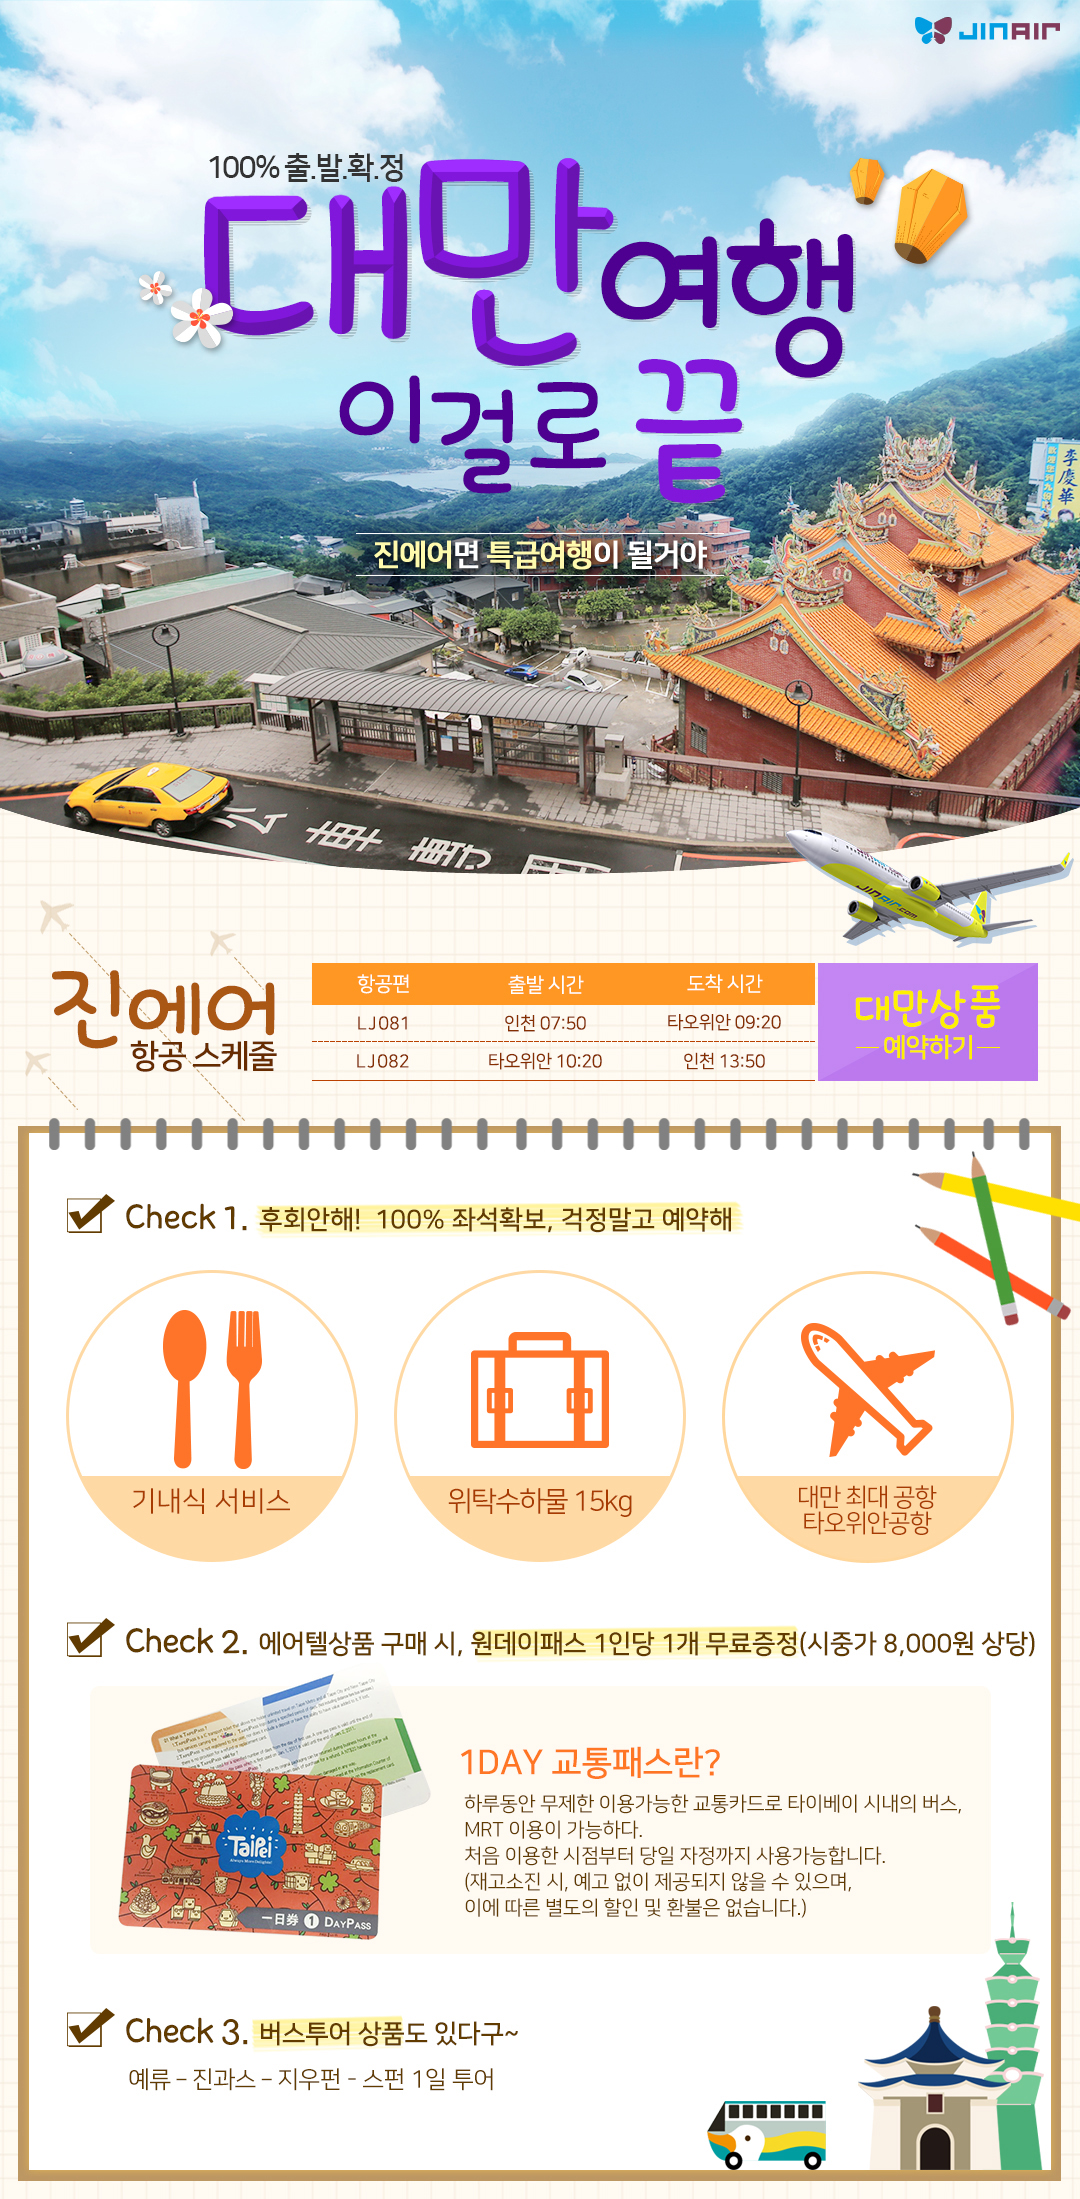 JINAIR
100% 출.발.확.정
대만여행
이걸로 끝
李慶華
진에어면 특급여행이 될거야
JINAIR.com
진에어
항공 스케줄
항공편 출발 시간 도착 시간
LJ081 인천 07:50 타오위안 09:20
LJ082 타오위안 10:20 인천 13:50
대만상품
예약하기
Check 1. 후회안해! 100% 좌석확보, 걱정말고 예약해
기내식 서비스
위탁수하물 15kg
대만 최대 공항
타오위안공항
Check 2. 에어텔상품 구매 시, 원데이패스 1인당 1개 무료증정(시중가 8,000원 상당)
Taipei
一日券 1 DAYPASS
1DAY 교통패스란?
하루동안 무제한 이용가능한 교통카드로 타이베이 시내의 버스,
MRT 이용이 가능하다.
처음 이용한 시점부터 당일 자정까지 사용가능합니다.
(재고소진 시, 예고 없이 제공되지 않을 수 있으며,
이에 따른 별도의 할인 및 환불은 없습니다.)
Check 3. 버스투어 상품도 있다구~
예류 – 진과스 – 지우펀 - 스펀 1일 투어